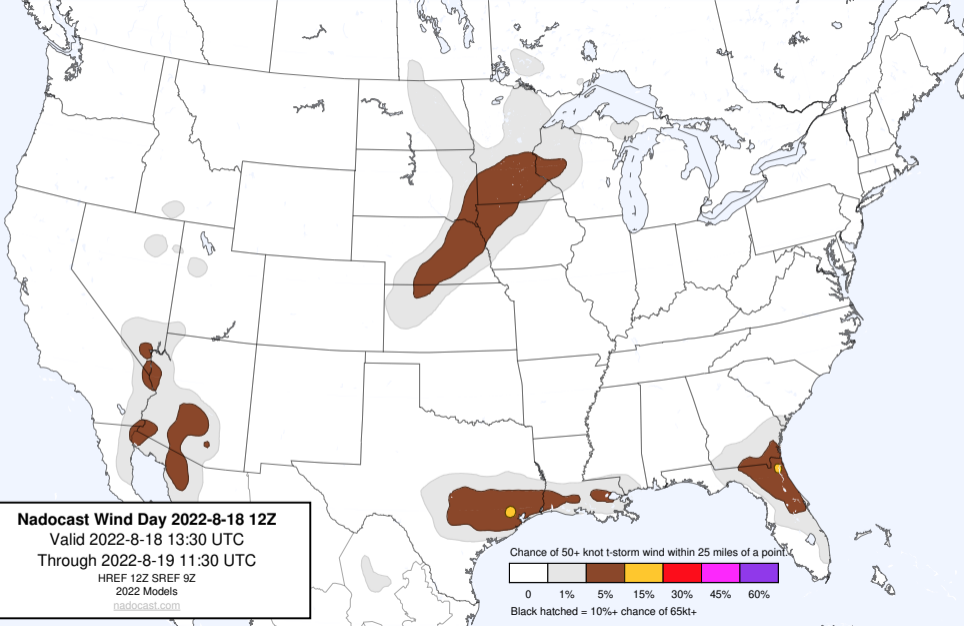 Nadocast Wind Day 2022-8-18 12Z
Valid 2022-8-18 13:30 UTC
Through 2022-8-19 11:30 UTC
HREF 12Z SREF 9Z
2022 Models
nadocast.com
Chance of 50+ knot t-storm wind within 25 miles of a point.
0 1% 5% 15% 30% 45% 60%
Black hatched = 10%+ chance of 65kt+